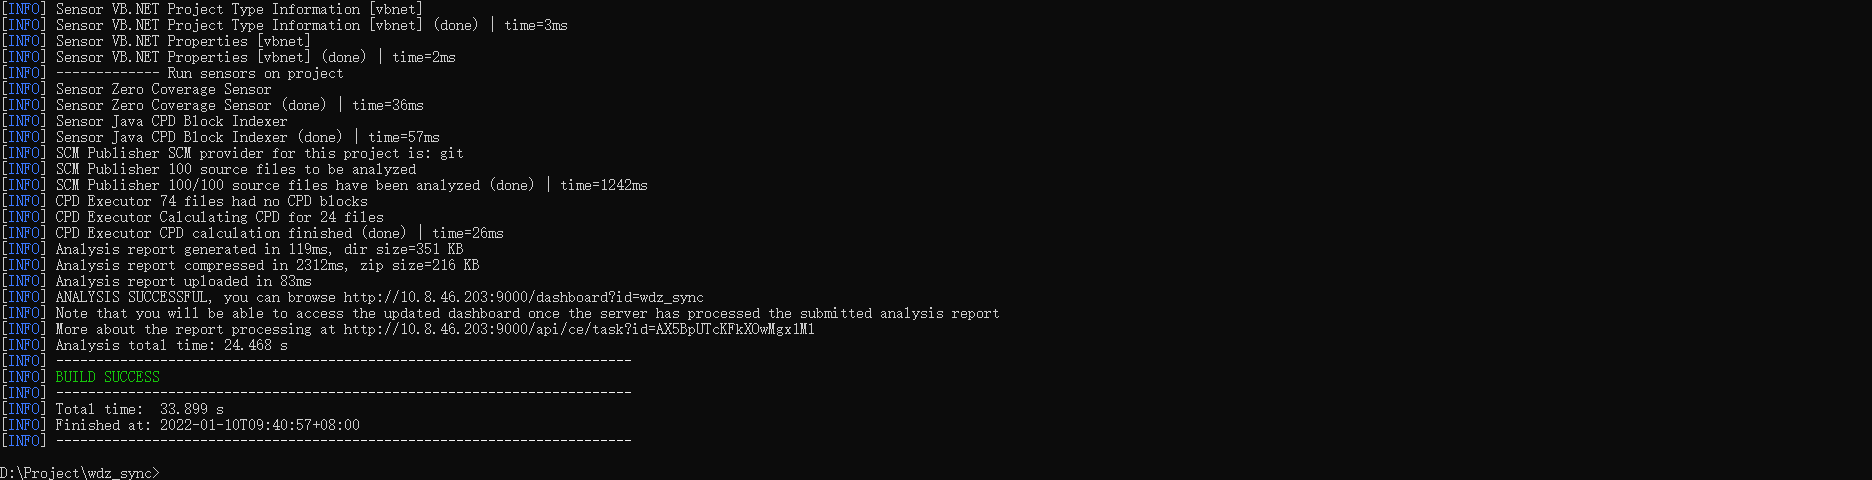 [INFO] Sensor VB.NET Project Type Information [vbnet]
[INFO] Sensor VB.NET Project Type Information [vbnet] (done) | time=3ms
[INFO] Sensor VB.NET Properties [vbnet]
[INFO] Sensor VB.NET Properties [vbnet] (done) | time=2ms
[INFO] ------------- Run sensors on project
[INFO] Sensor Zero Coverage Sensor
[INFO] Sensor Zero Coverage Sensor (done) | time=36ms
[INFO] Sensor Java CPD Block Indexer
[INFO] Sensor Java CPD Block Indexer (done) | time=57ms
[INFO] SCM Publisher SCM provider for this project is: git
[INFO] SCM Publisher 100 source files to be analyzed
[INFO] SCM Publisher 100/100 source files have been analyzed (done) | time=1242ms
[INFO] CPD Executor 74 files had no CPD blocks
[INFO] CPD Executor Calculating CPD for 24 files
[INFO] CPD Executor CPD calculation finished (done) | time=26ms
[INFO] Analysis report generated in 119ms, dir size=351 KB
[INFO] Analysis report compressed in 2312ms, zip size=216 KB
[INFO] Analysis report uploaded in 83ms
[INFO] ANALYSIS SUCCESSFUL, you can browse http://10.8.46.203:9000/dashboard?id=wdz_sync
[INFO] Note that you will be able to access the updated dashboard once the server has processed the submitted analysis report
[INFO] More about the report processing at http://10.8.46.203:9000/api/ce/task?id=AX5BpUTcKFkXOwMgx1M1
[INFO] Analysis total time: 24.468 s
[INFO] ------------------------------------------------------------------------
[INFO] BUILD SUCCESS
[INFO] ------------------------------------------------------------------------
[INFO] Total time:  33.899 s
[INFO] Finished at: 2022-01-10T09:40:57+08:00
[INFO] ------------------------------------------------------------------------
D:\Project\wdz_sync>